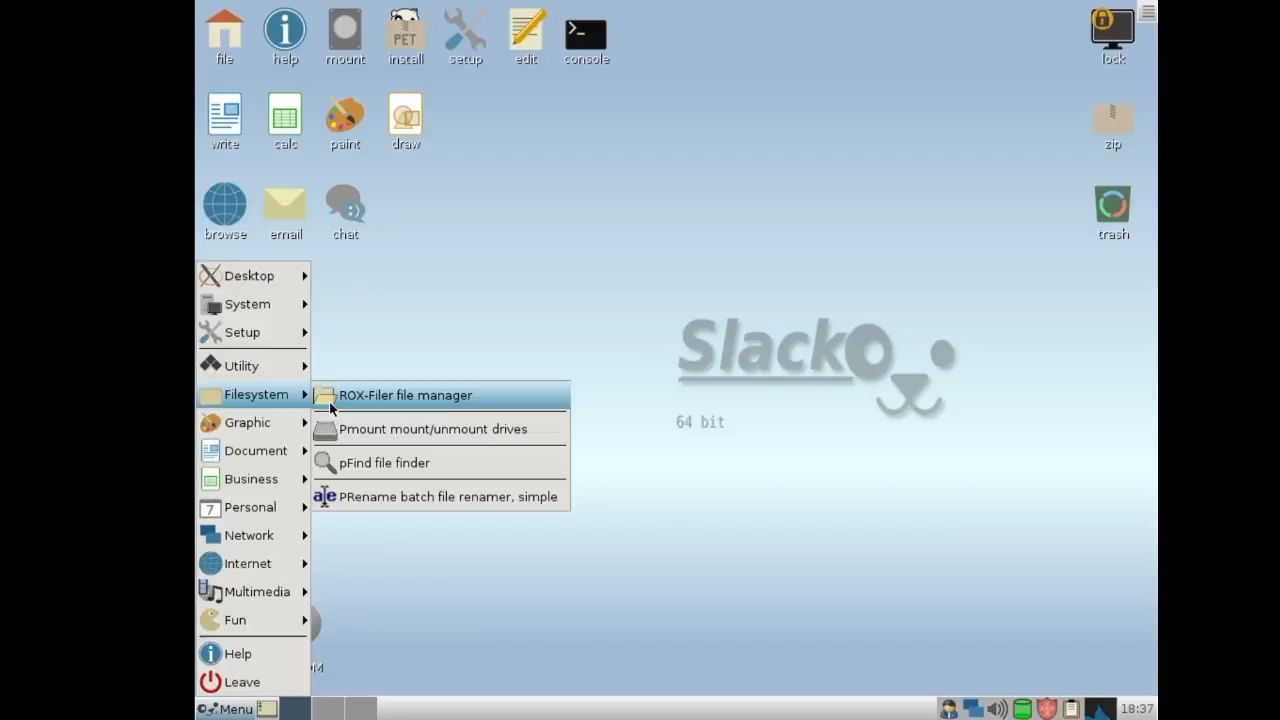 file help mount install setup edit console lock
PET
write calc paint draw zip
browse email chat trash
Desktop
System
Setup
Utility
Filesystem
Graphic
Document
Business
7 Personal
Network
Internet
Multimedia
Fun
Help
Leave
ROX-Filer file manager
Pmount mount/unmount drives
pFind file finder
a/e PRename batch file renamer, simple
Slacko
64 bit
Menu
18:37